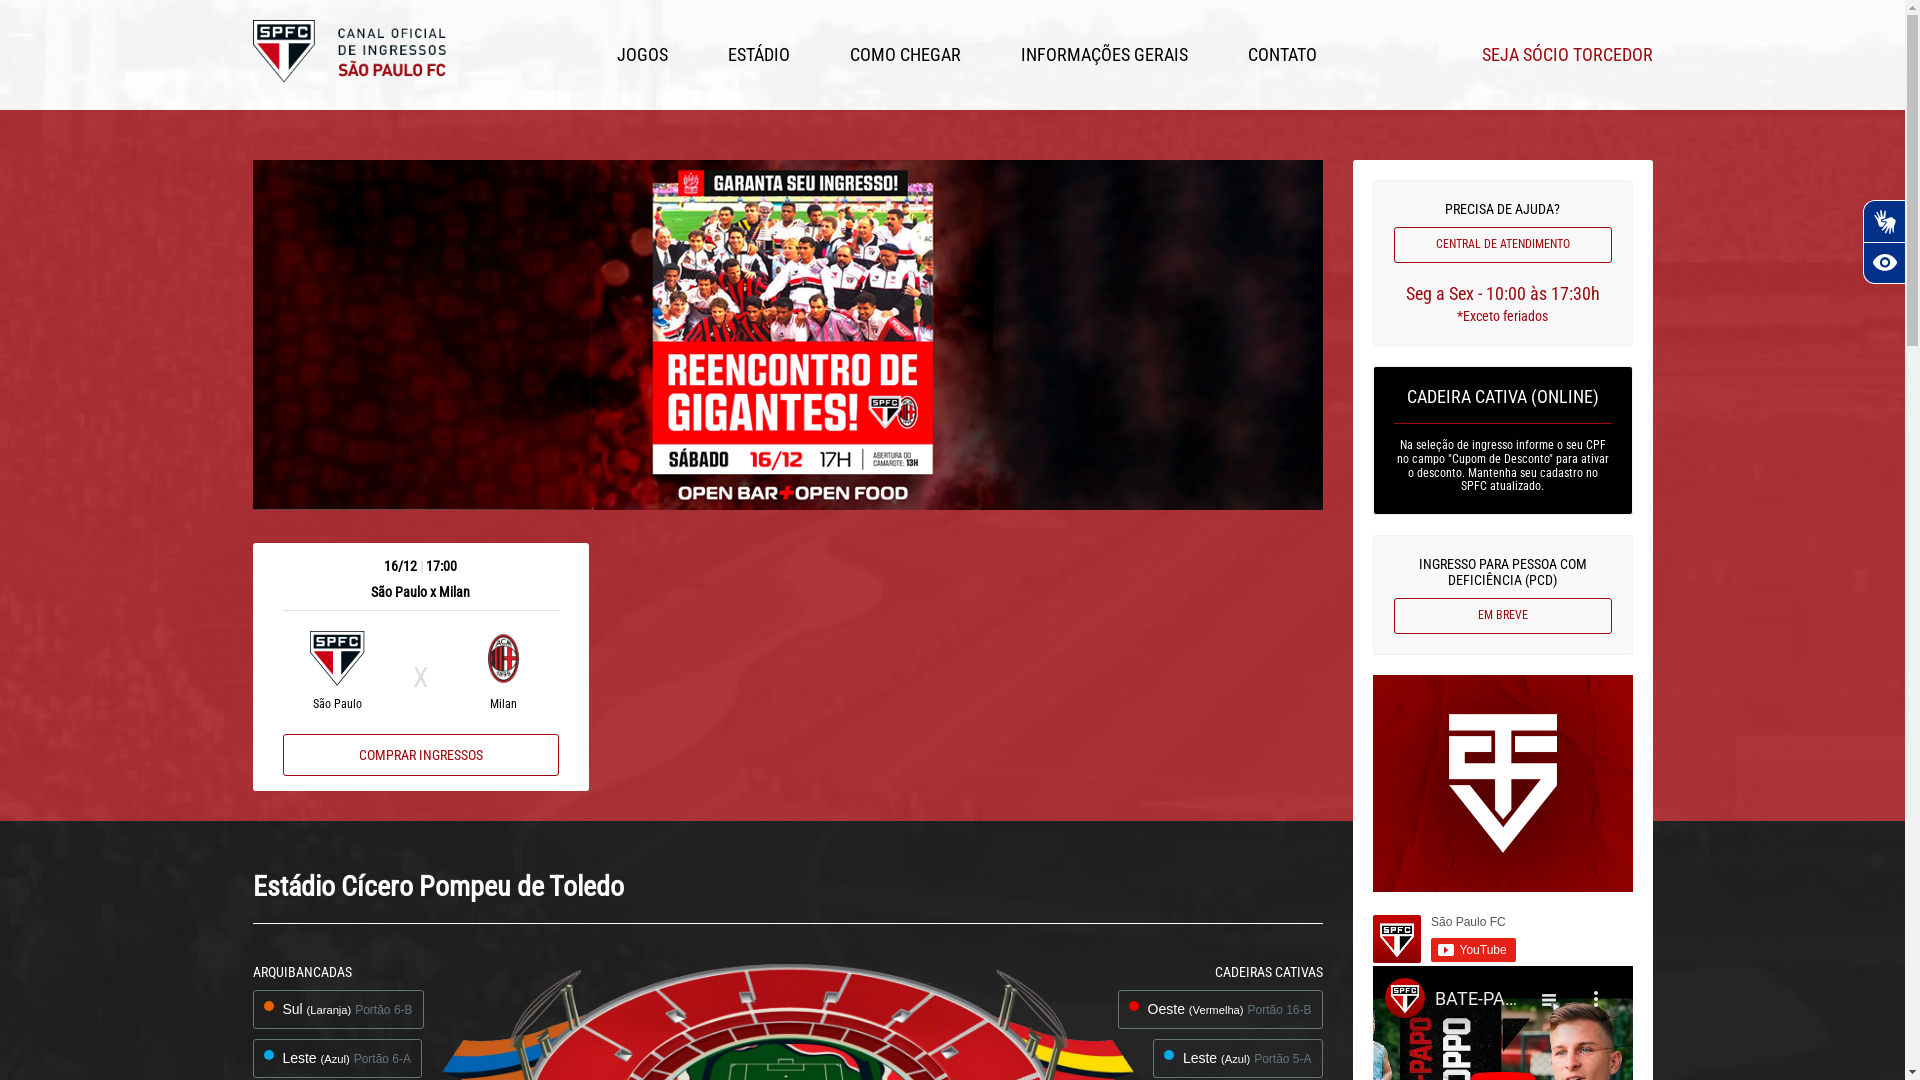 SPFC
CANAL OFICIAL
DE INGRESSOS
SÃO PAULO FC
JOGOS
ESTÁDIO
COMO CHEGAR
INFORMAÇÕES GERAIS
CONTATO
SEJA SÓCIO TORCEDOR
GARANTA SEU INGRESSO!
REENCONTRO DE
GIGANTES!
SPFC
SÁBADO 16/12 17H ABERTURA DO
CAMAROTE: 13H
OPEN BAR+OPEN FOOD
16/12 | 17:00
São Paulo x Milan
SPFC
X
São Paulo
Milan
COMPRAR INGRESSOS
PRECISA DE AJUDA?
CENTRAL DE ATENDIMENTO
Seg a Sex - 10:00 às 17:30h
*Exceto feriados
CADEIRA CATIVA (ONLINE)
Na seleção de ingresso informe o seu CPF
no campo "Cupom de Desconto" para ativar
o desconto. Mantenha seu cadastro no
SPFC atualizado.
INGRESSO PARA PESSOA COM
DEFICIÊNCIA (PCD)
EM BREVE
São Paulo FC
YouTube
BATE-PA...
Estádio Cícero Pompeu de Toledo
ARQUIBANCADAS
Sul (Laranja) Portão 6-B
Leste (Azul) Portão 6-A
CADEIRAS CATIVAS
Oeste (Vermelha) Portão 16-B
Leste (Azul) Portão 5-A